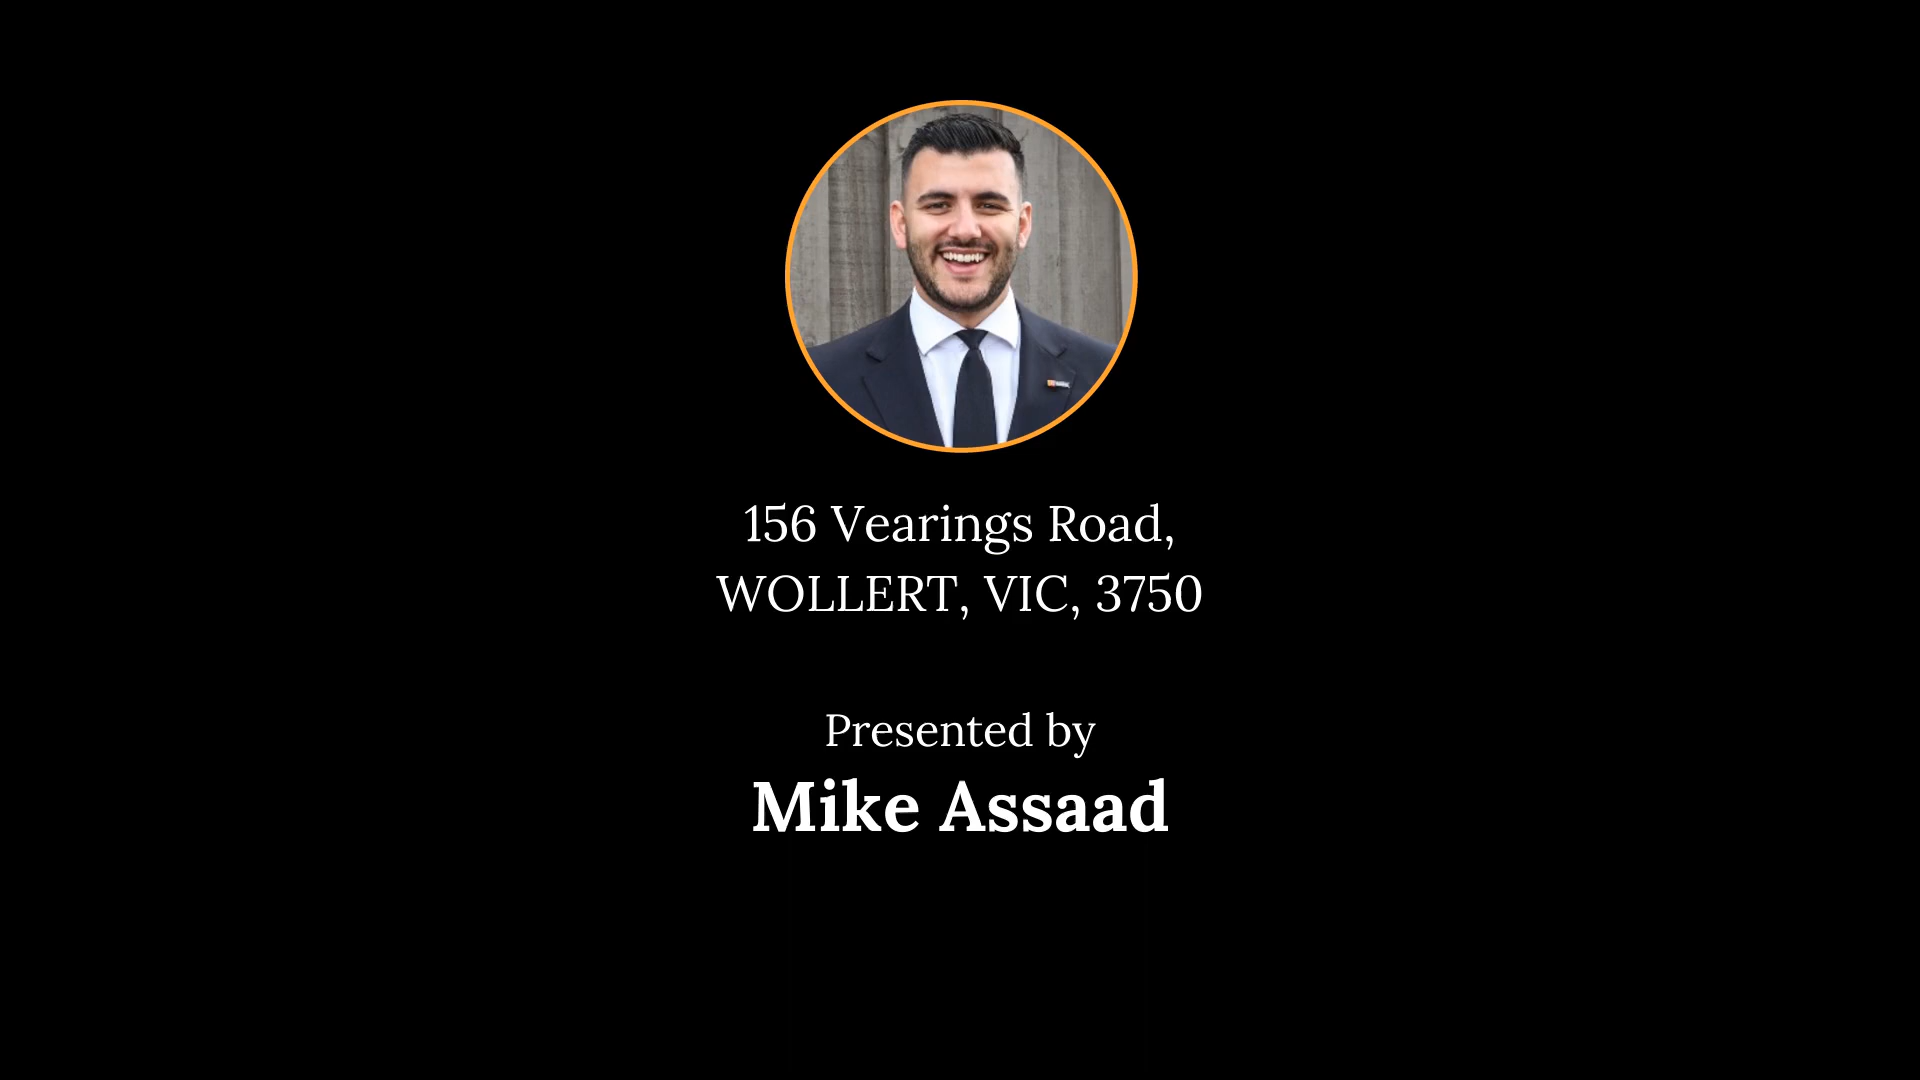 156 Vearings Road,
WOLLERT, VIC, 3750
Presented by
Mike Assaad